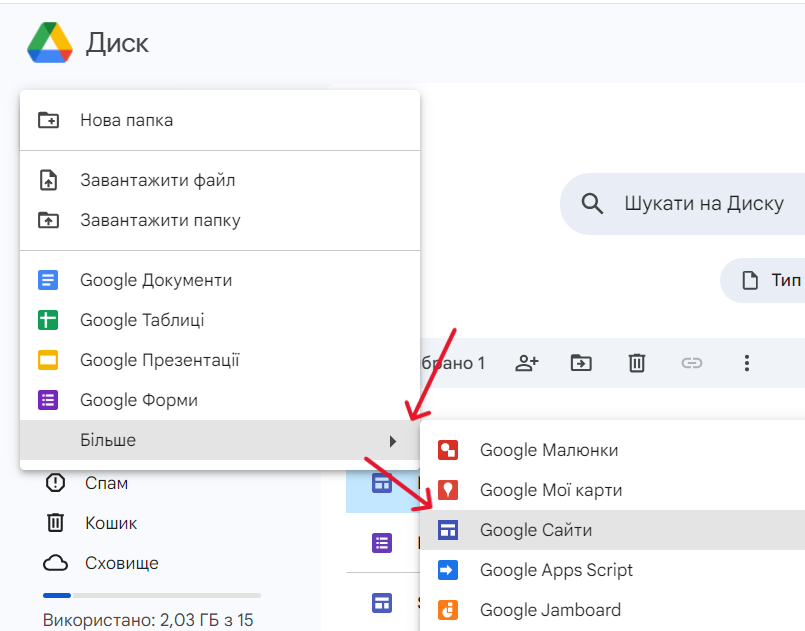 Диск
Нова папка
Завантажити файл
Завантажити папку
Шукати на Диску
Тип
Google Документи
Google Таблиці
Google Презентації
Google Форми
брано 1
Більше
Google Малюнки
Google Мої карти
Google Сайти
Google Apps Script
Google Jamboard
Спам
Кошик
Сховище
Використано: 2,03 ГБ з 15